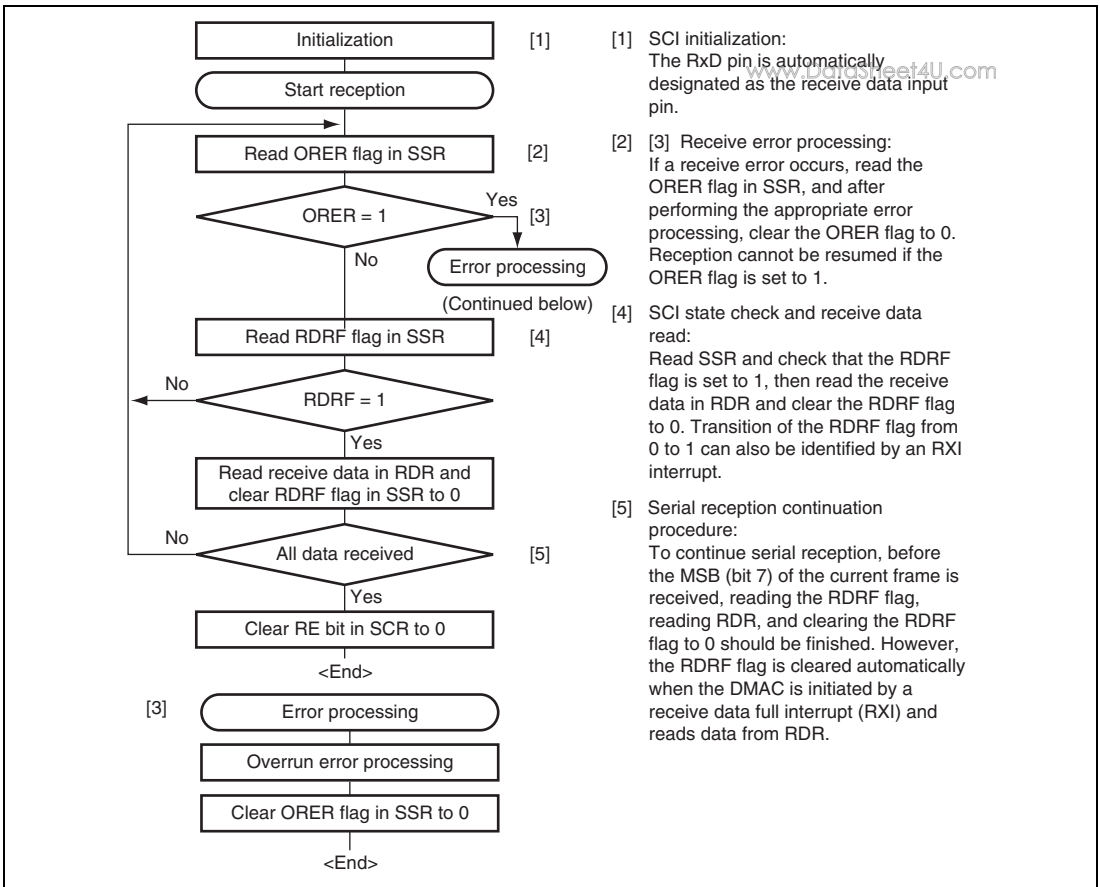 Initialization [1]
Start reception
Read ORER flag in SSR [2]
ORER = 1
Yes
[3]
No
Error processing
(Continued below)
Read RDRF flag in SSR [4]
No
RDRF = 1
Yes
Read receive data in RDR and
clear RDRF flag in SSR to 0
No
All data received [5]
Yes
Clear RE bit in SCR to 0
<End>
[3] Error processing
Overrun error processing
Clear ORER flag in SSR to 0
<End>
[1] SCI initialization:
The RxD pin is automatically
www.DataSheet4U.com
designated as the receive data input
pin.
[2] [3] Receive error processing:
If a receive error occurs, read the
ORER flag in SSR, and after
performing the appropriate error
processing, clear the ORER flag to 0.
Reception cannot be resumed if the
ORER flag is set to 1.
[4] SCI state check and receive data
read:
Read SSR and check that the RDRF
flag is set to 1, then read the receive
data in RDR and clear the RDRF flag
to 0. Transition of the RDRF flag from
0 to 1 can also be identified by an RXI
interrupt.
[5] Serial reception continuation
procedure:
To continue serial reception, before
the MSB (bit 7) of the current frame is
received, reading the RDRF flag,
reading RDR, and clearing the RDRF
flag to 0 should be finished. However,
the RDRF flag is cleared automatically
when the DMAC is initiated by a
receive data full interrupt (RXI) and
reads data from RDR.